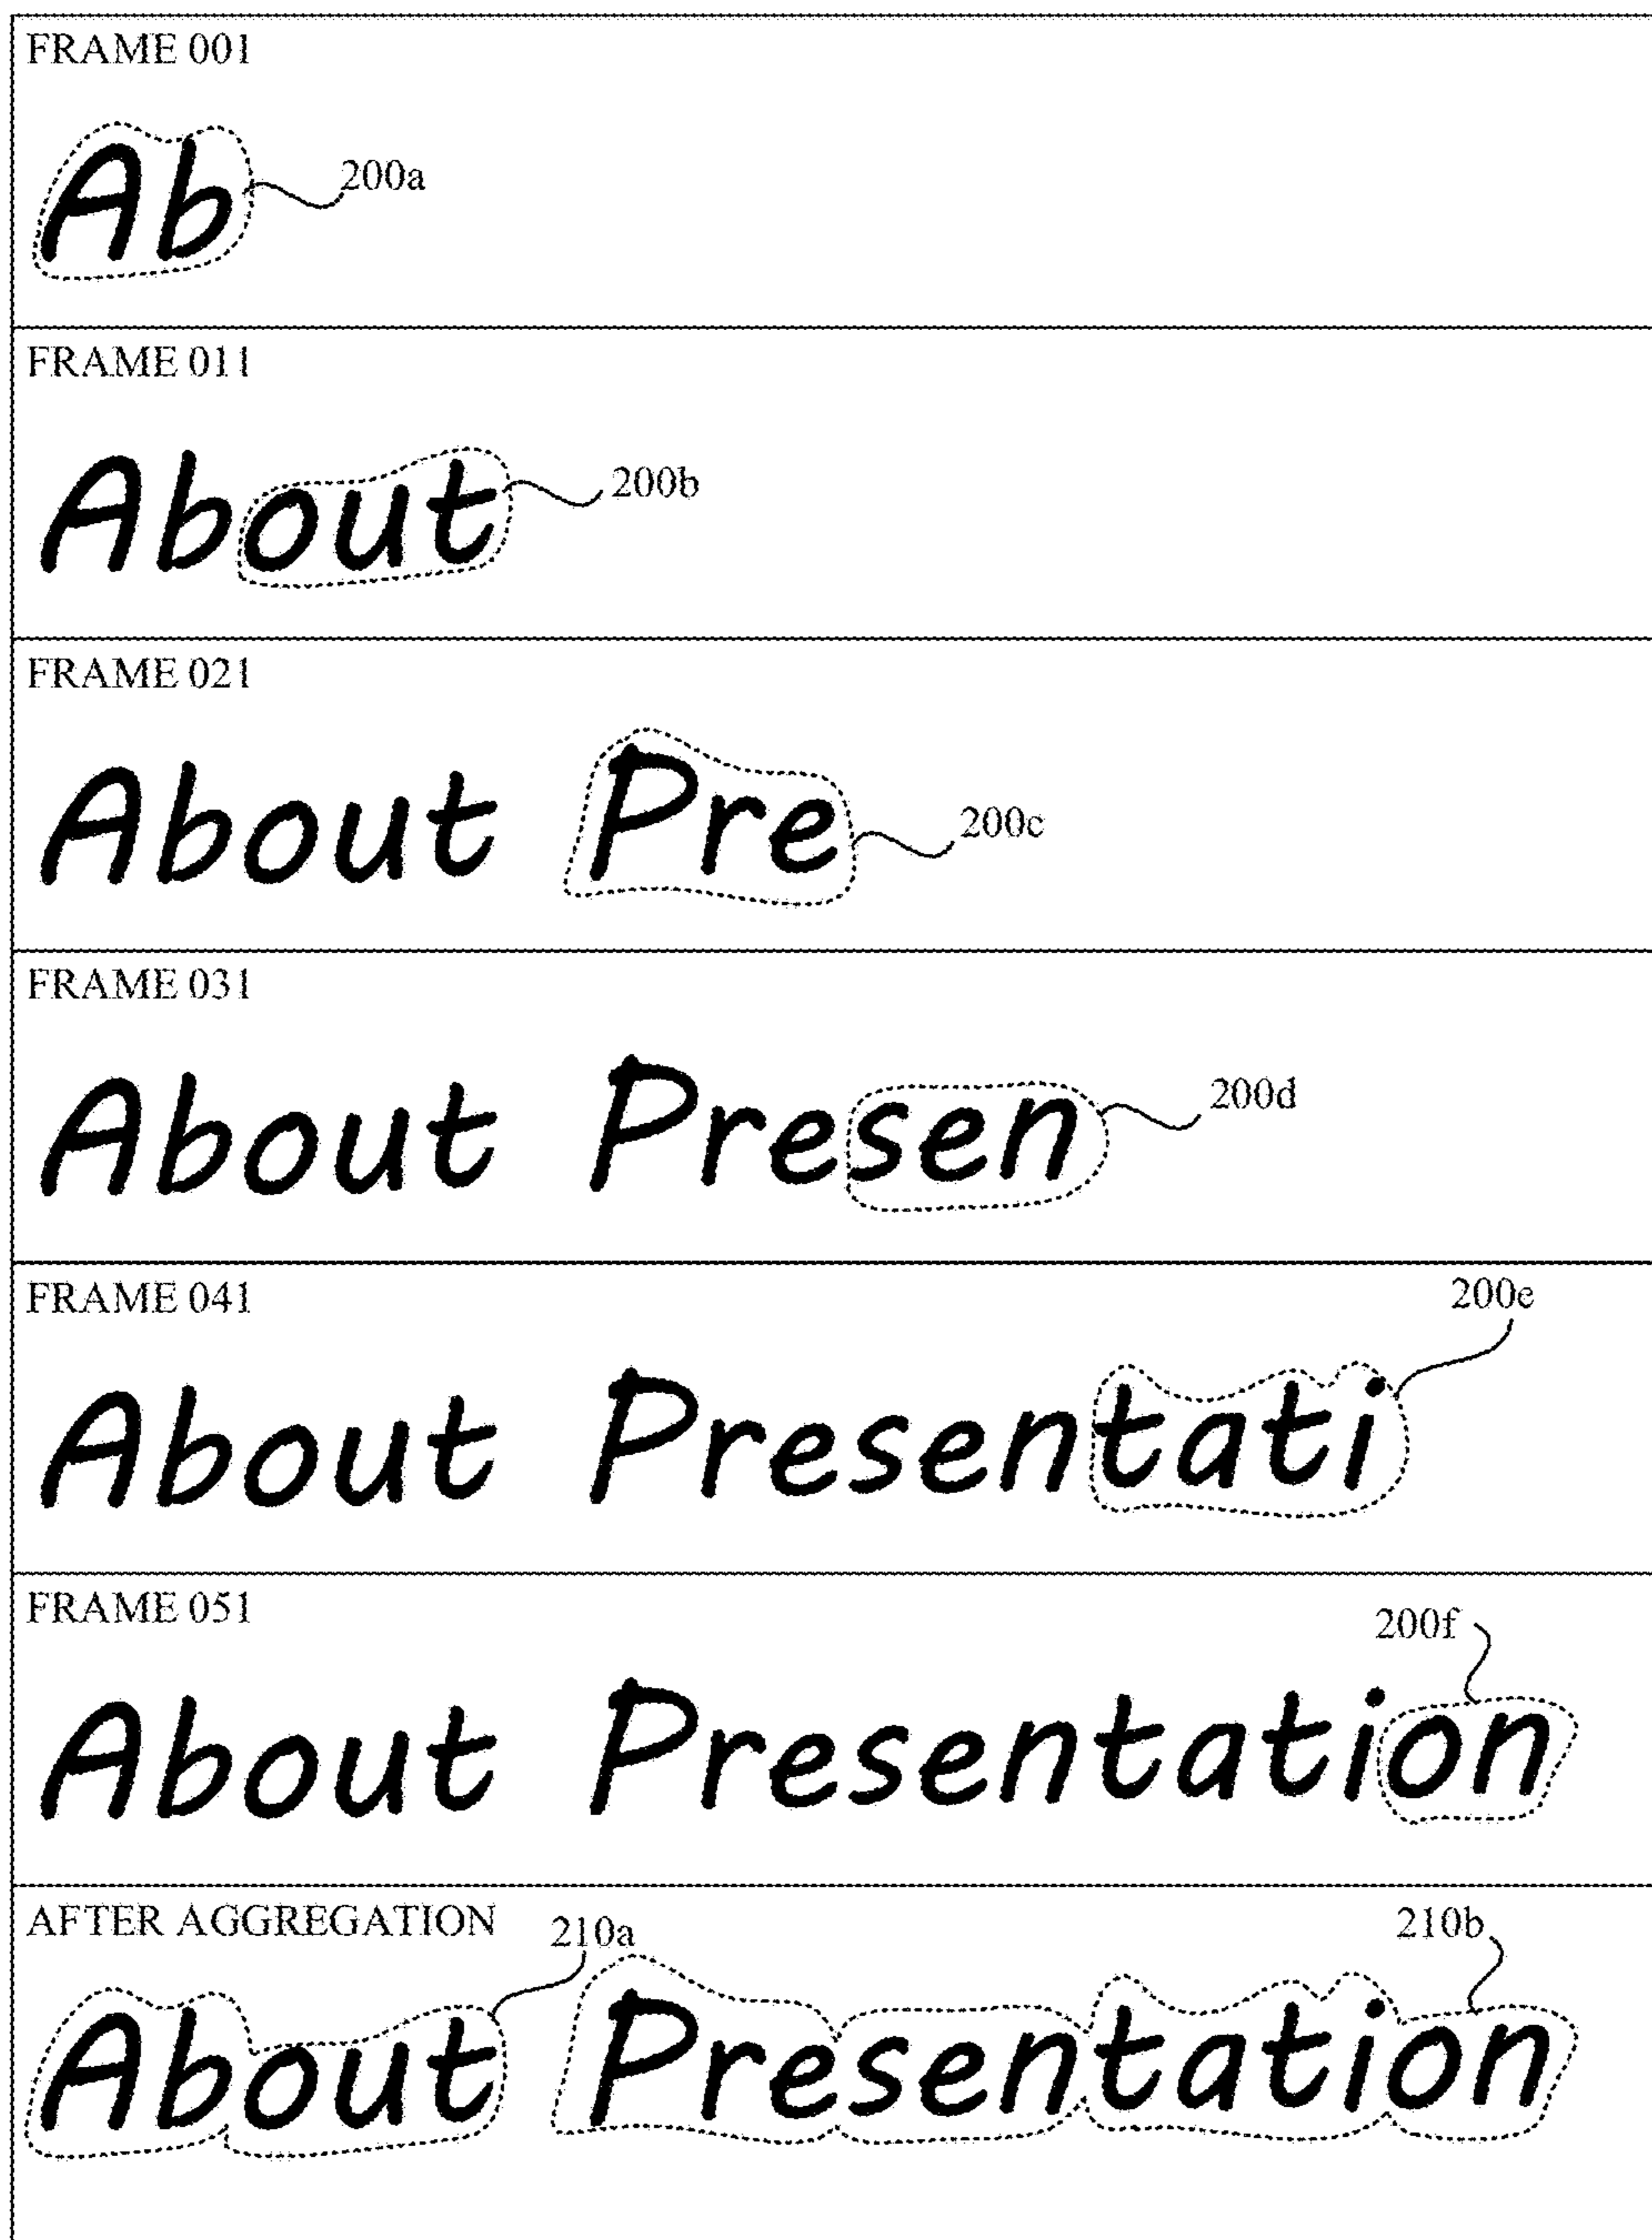 FRAME 001
Ab 200a
FRAME 011
About 200b
FRAME 021
About Pre 200c
FRAME 031
About Presen 200d
FRAME 041
200e
About Presentati
FRAME 051
200f
About Presentation
AFTER AGGREGATION 210a 210b
About Presentation